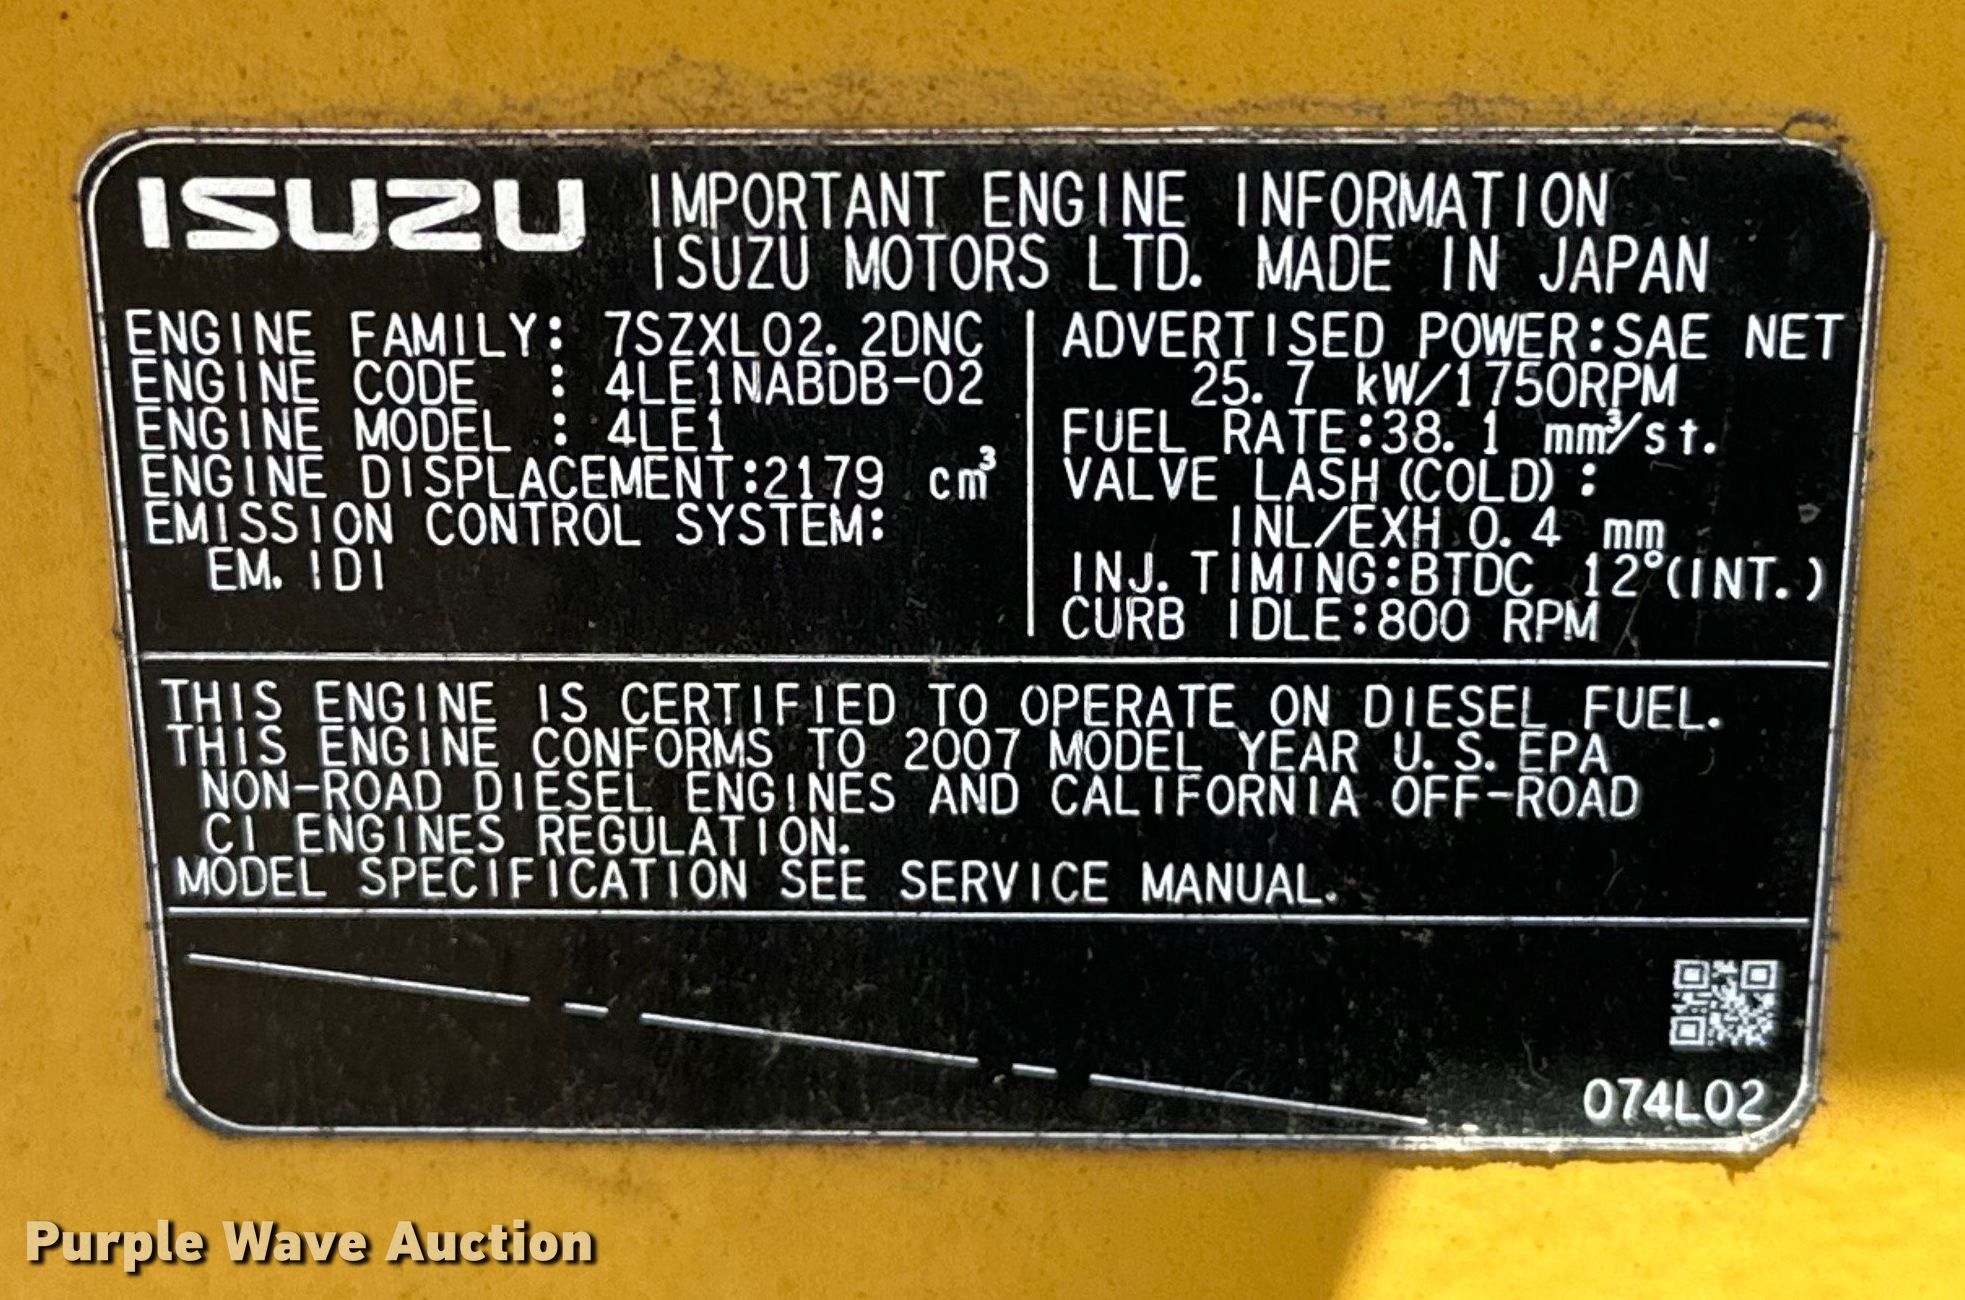 ISUZU IMPORTANT ENGINE INFORMATION
ISUZU MOTORS LTD. MADE IN JAPAN
ENGINE FAMILY: 7SZXL02.2DNC
ENGINE CODE : 4LE1NABDB-02
ENGINE MODEL : 4LE1
ENGINE DISPLACEMENT:2179 cm³
EMISSION CONTROL SYSTEM:
EM. IDI
ADVERTISED POWER:SAE NET
25.7 kW/1750RPM
FUEL RATE:38.1 mm³/st.
VALVE LASH(COLD):
INL/EXH 0.4 mm
INJ. TIMING:BTDC 12°(INT.)
CURB IDLE:800 RPM
THIS ENGINE IS CERTIFIED TO OPERATE ON DIESEL FUEL.
THIS ENGINE CONFORMS TO 2007 MODEL YEAR U.S.EPA
NON-ROAD DIESEL ENGINES AND CALIFORNIA OFF-ROAD
CI ENGINES REGULATION.
MODEL SPECIFICATION SEE SERVICE MANUAL.
074L02
Purple Wave Auction